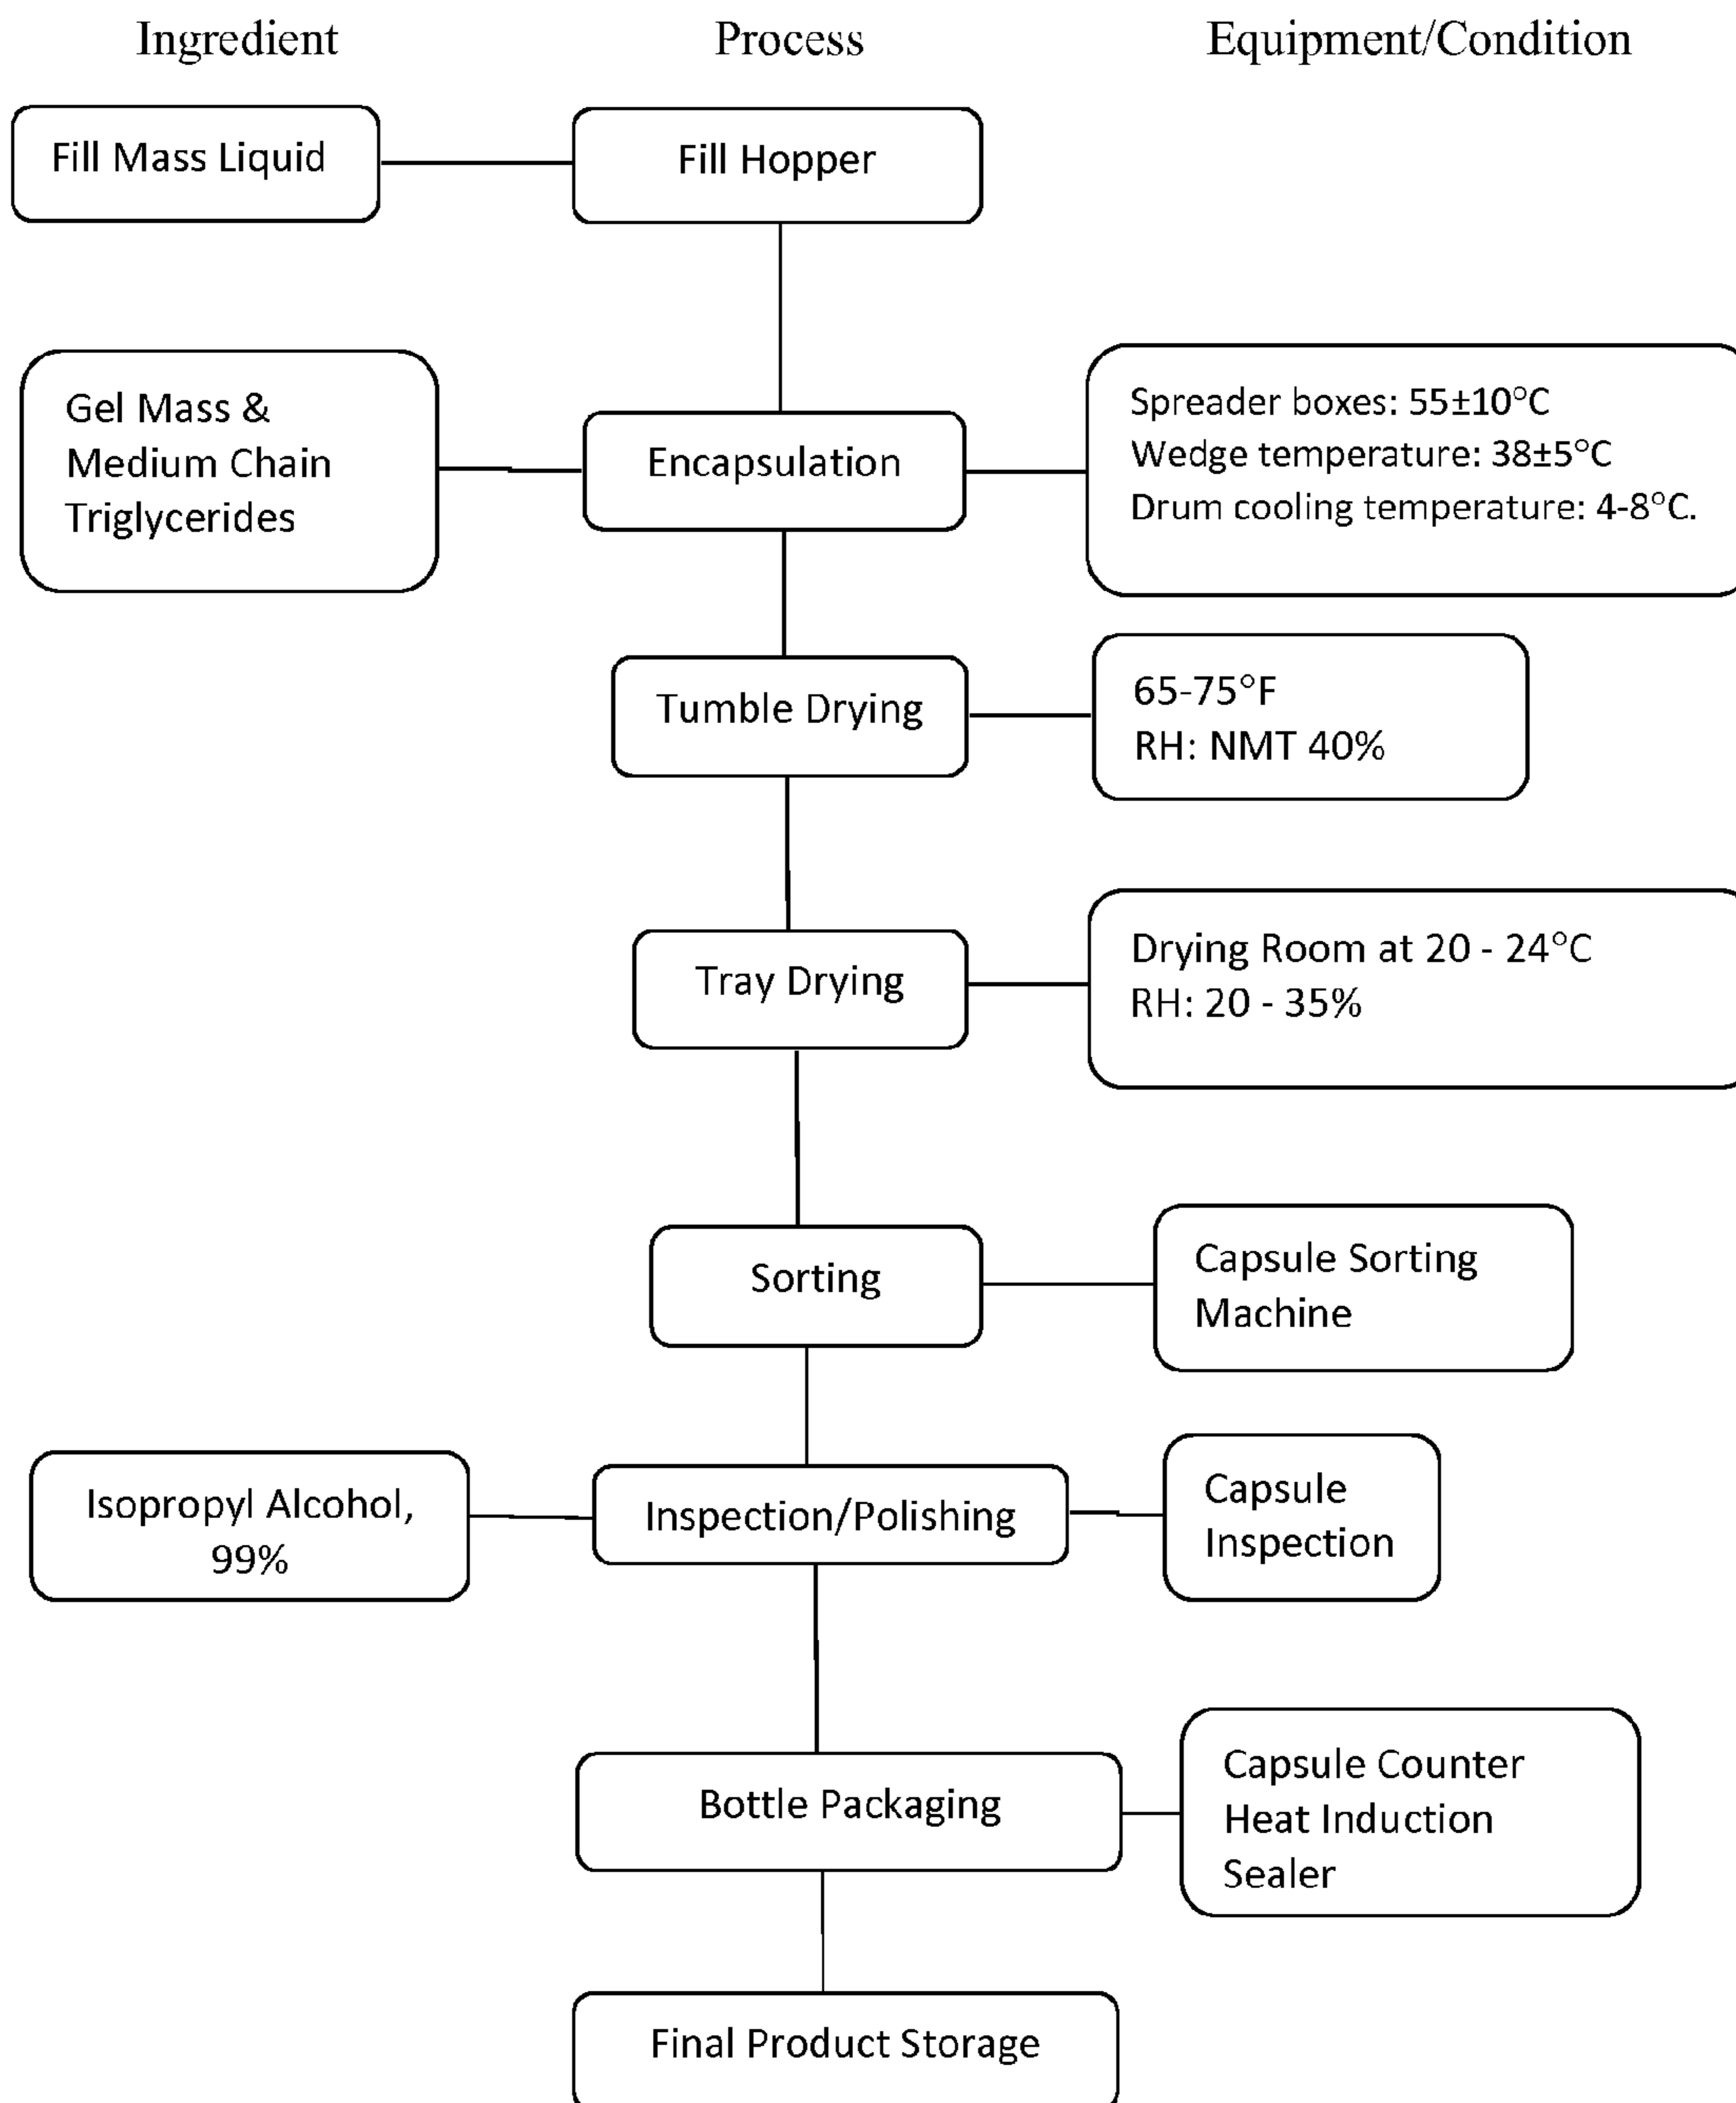 Ingredient
Process
Equipment/Condition
Fill Mass Liquid
Fill Hopper
Gel Mass &
Medium Chain
Triglycerides
Encapsulation
Spreader boxes: 55±10°C
Wedge temperature: 38±5°C
Drum cooling temperature: 4-8°C.
Tumble Drying
65-75°F
RH: NMT 40%
Tray Drying
Drying Room at 20 - 24°C
RH: 20 - 35%
Sorting
Capsule Sorting
Machine
Isopropyl Alcohol,
99%
Inspection/Polishing
Capsule
Inspection
Bottle Packaging
Capsule Counter
Heat Induction
Sealer
Final Product Storage